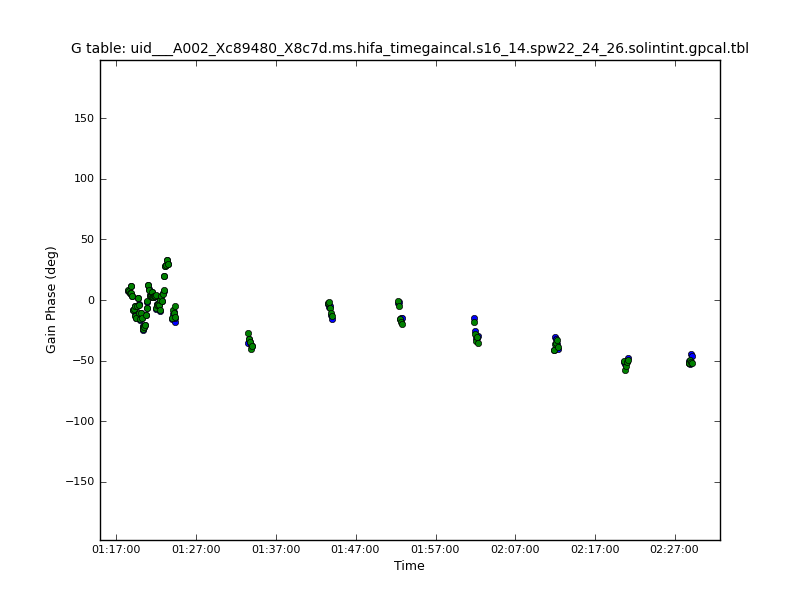 G table: uid___A002_Xc89480_X8c7d.ms.hifa_timegaincal.s16_14.spw22_24_26.solintint.gpcal.tbl
150
100
50
0
−50
−100
−150
Gain Phase (deg)
01:17:00 01:27:00 01:37:00 01:47:00 01:57:00 02:07:00 02:17:00 02:27:00
Time